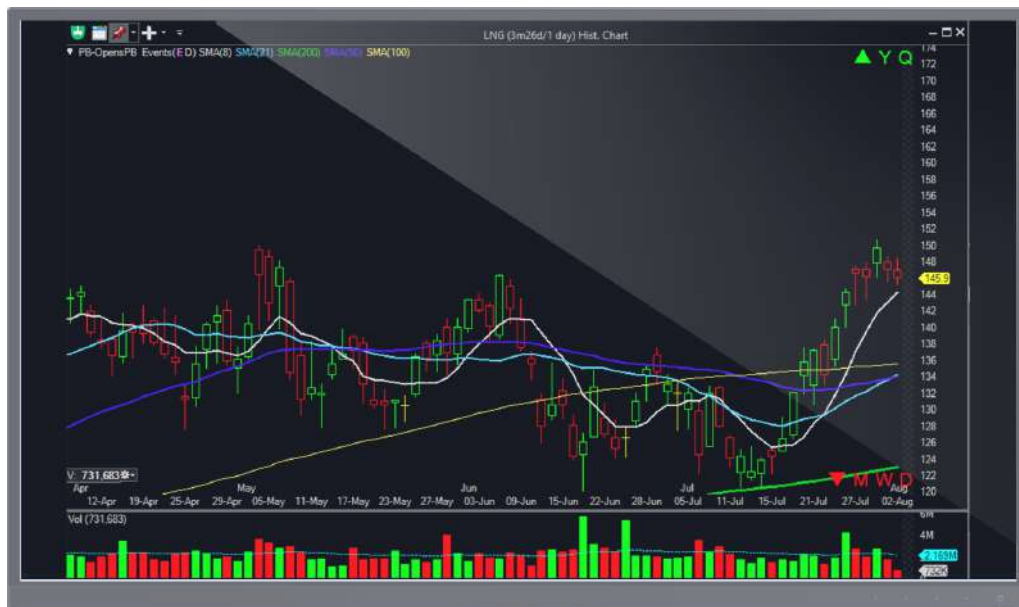 LNG (3m26d/1 day) Hist. Chart
PB-OpensPB Events(E D) SMA(8) SMA(21) SMA(200) SMA(50) SMA(100)
Y Q
174
172
170
168
166
164
162
160
158
156
154
152
150
148
145.9
144
142
140
138
136
134
132
130
128
126
124
122
120
M W D
V: 731,683
Apr May Jun Jul Aug
12-Apr 19-Apr 25-Apr 29-Apr 05-May 11-May 17-May 23-May 27-May 03-Jun 09-Jun 15-Jun 22-Jun 28-Jun 05-Jul 11-Jul 15-Jul 21-Jul 27-Jul 02-Aug
Vol (731,683)
6M
4M
2.169M
732K